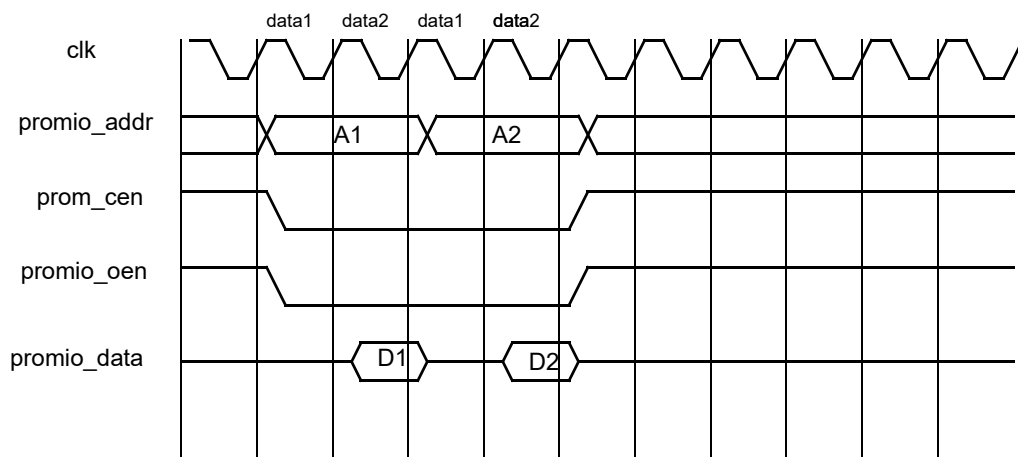 data1 data2 data1 data2
clk
promio_addr A1 A2
prom_cen
promio_oen
promio_data D1 D2